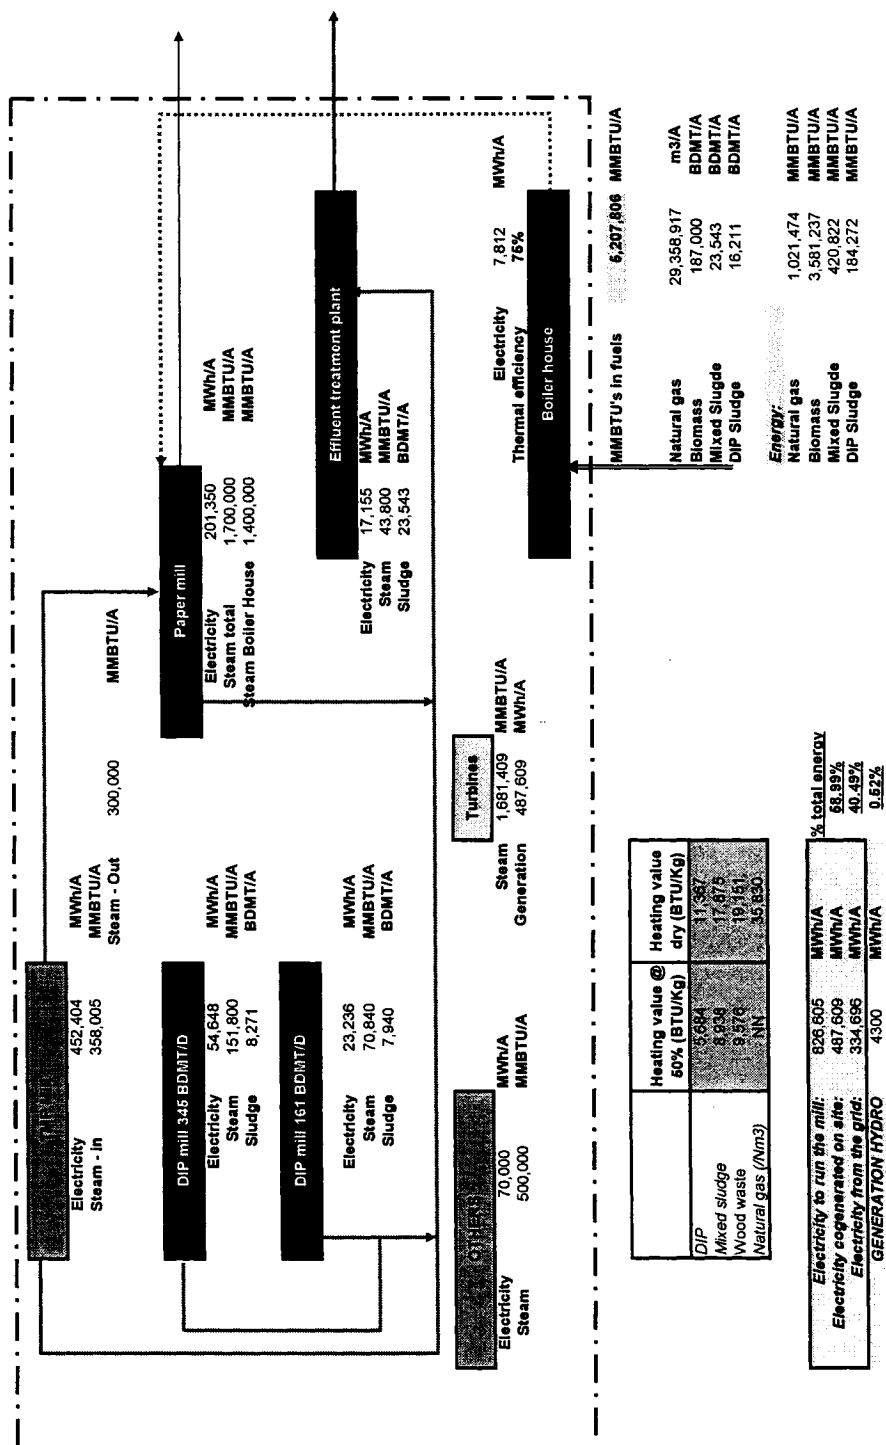 Electricity 452,404 MWh/A
Steam - In 358,005 MMBTU/A
Steam - Out 300,000 MMBTU/A
DIP mill 345 BDMT/D
Electricity 54,648 MWh/A
Steam 151,800 MMBTU/A
Sludge 8,271 BDMT/A
DIP mill 161 BDMT/D
Electricity 23,236 MWh/A
Steam 70,840 MMBTU/A
Sludge 7,940 BDMT/A
OTHERS
Electricity 70,000 MWh/A
Steam 500,000 MMBTU/A
Paper mill
Electricity 201,350 MWh/A
Steam total 1,700,000 MMBTU/A
Steam Boiler House 1,400,000 MMBTU/A
Effluent treatment plant
Electricity 17,155 MWh/A
Steam 43,800 MMBTU/A
Sludge 23,543 BDMT/A
Turbines
Steam 1,681,409 MMBTU/A
Generation 487,609 MWh/A
Electricity 7,812 MWh/A
Thermal efficiency 75%
Boiler house
MMBTU's in fuels 5,207,806 MMBTU/A
Natural gas 29,358,917 m3/A
Biomass 187,000 BDMT/A
Mixed Slugde 23,543 BDMT/A
DIP Sludge 16,211 BDMT/A
Energy:
Natural gas 1,021,474 MMBTU/A
Biomass 3,581,237 MMBTU/A
Mixed Slugde 420,822 MMBTU/A
DIP Sludge 184,272 MMBTU/A
Heating value @ 50% (BTU/Kg) Heating value dry (BTU/Kg)
DIP 5,684 11,367
Mixed sludge 8,938 17,875
Wood waste 9,576 19,151
Natural gas (/Nm3) NN 35,830
% total energy
Electricity to run the mill: 826,605 MWh/A
Electricity cogenerated on site: 487,609 MWh/A 58.99%
Electricity from the grid: 334,696 MWh/A 40.49%
GENERATION HYDRO 4300 MWh/A 0.52%